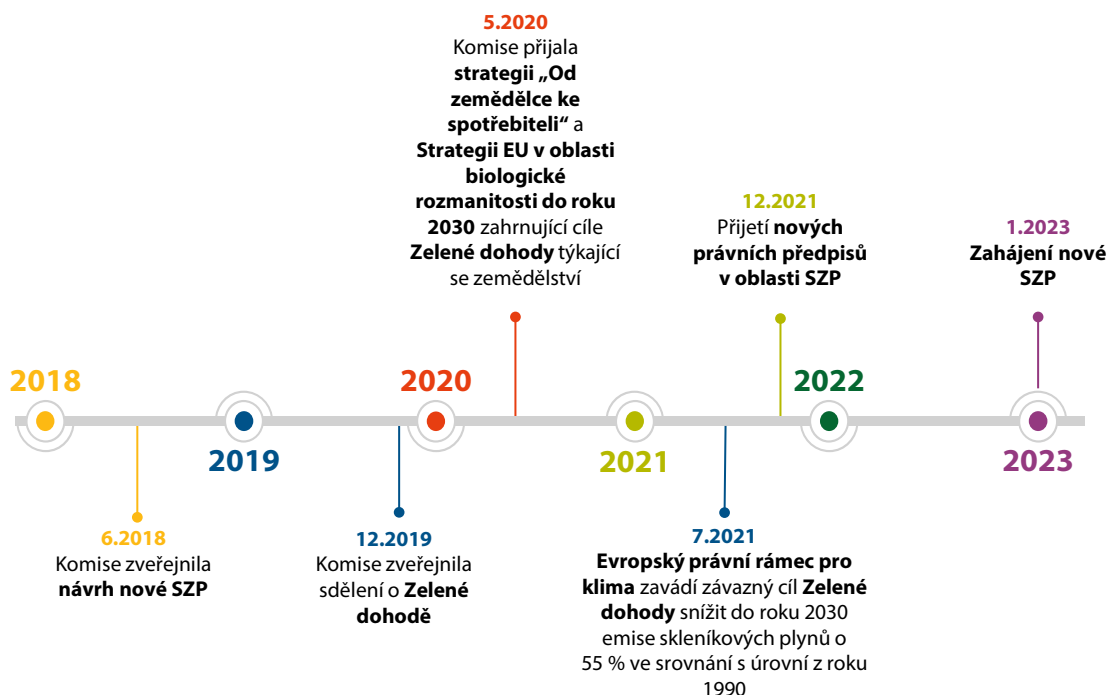 5.2020
Komise přijala
strategii „Od
zemědělce ke
spotřebiteli“ a
Strategii EU v oblasti
biologické
rozmanitosti do roku
2030 zahrnující cíle
Zelené dohody týkající
se zemědělství
12.2021
Přijetí nových
právních předpisů
v oblasti SZP
1.2023
Zahájení nové
SZP
2018
2019
2020
2021
2022
2023
6.2018
Komise zveřejnila
návrh nové SZP
12.2019
Komise zveřejnila
sdělení o Zelené
dohodě
7.2021
Evropský právní rámec pro
klima zavádí závazný cíl Zelené
dohody snížit do roku 2030
emise skleníkových plynů o
55 % ve srovnání s úrovní z roku
1990